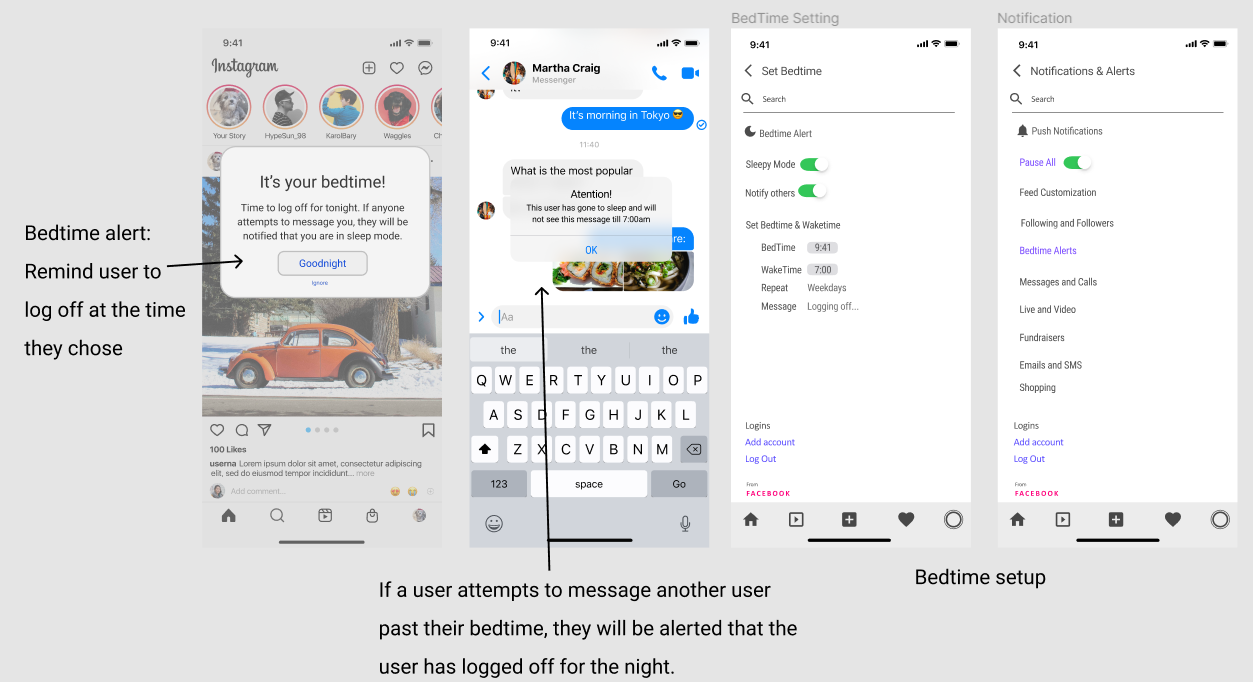 BedTime Setting
Notification
Bedtime alert:
Remind user to
log off at the time
they chose
9:41
Instagram
Your Story
HypeSun_98
KarolBary
Waggles
It's your bedtime!
Time to log off for tonight. If anyone
attempts to message you, they will be
notified that you are in sleep mode.
Goodnight
Ignore
100 Likes
userna Lorem ipsum dolor sit amet, consectetur adipiscing
elit, sed do eiusmod tempor incididunt... more
Add comment...
9:41
Martha Craig
Messenger
It's morning in Tokyo 😎
11:40
What is the most popular
Atention!
This user has gone to sleep and will
not see this message till 7:00am
re:
OK
Aa
the the the
Q W E R T Y U I O P
A S D F G H J K L
Z X C V B N M
123 space Go
9:41
Set Bedtime
Search
Bedtime Alert
Sleepy Mode
Notify others
Set Bedtime & Waketime
BedTime 9:41
WakeTime 7:00
Repeat Weekdays
Message Logging off...
Logins
Add account
Log Out
From
FACEBOOK
9:41
Notifications & Alerts
Search
Push Notifications
Pause All
Feed Customization
Following and Followers
Bedtime Alerts
Messages and Calls
Live and Video
Fundraisers
Emails and SMS
Shopping
Logins
Add account
Log Out
From
FACEBOOK
If a user attempts to message another user
past their bedtime, they will be alerted that the
user has logged off for the night.
Bedtime setup